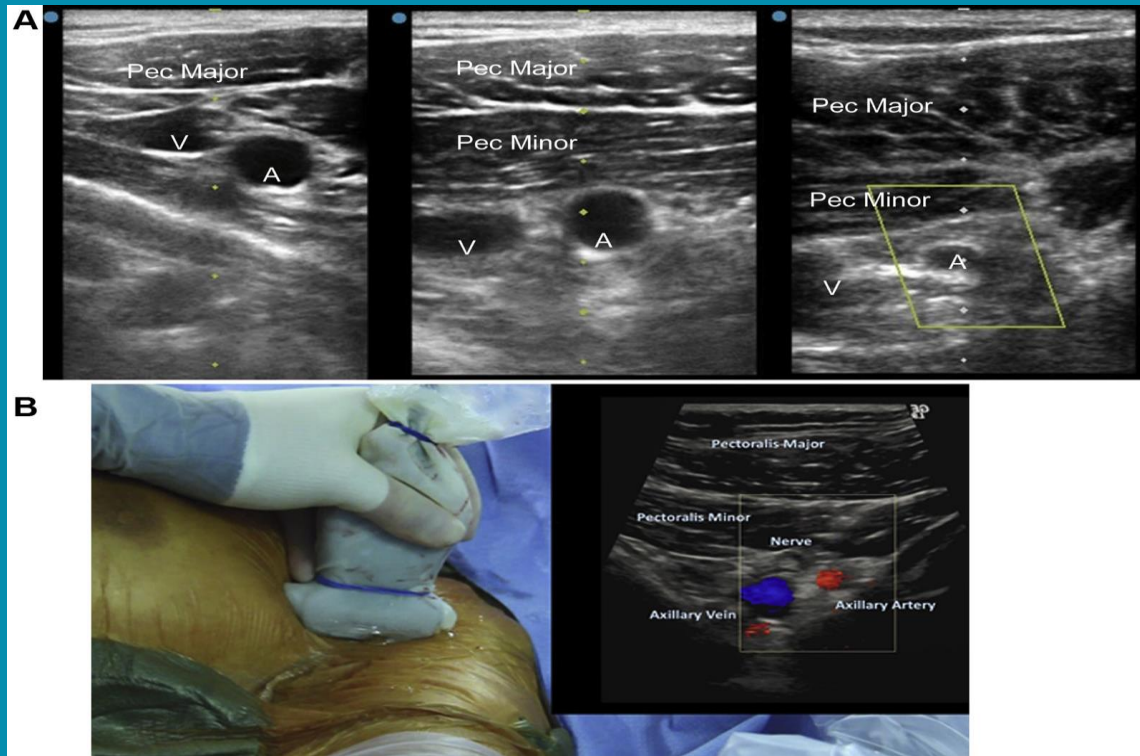 A
Pec Major
V
A
Pec Major
Pec Minor
V
A
Pec Major
Pec Minor
A
V
B
Pectoralis Major
Pectoralis Minor
Nerve
Axillary Vein
Axillary Artery